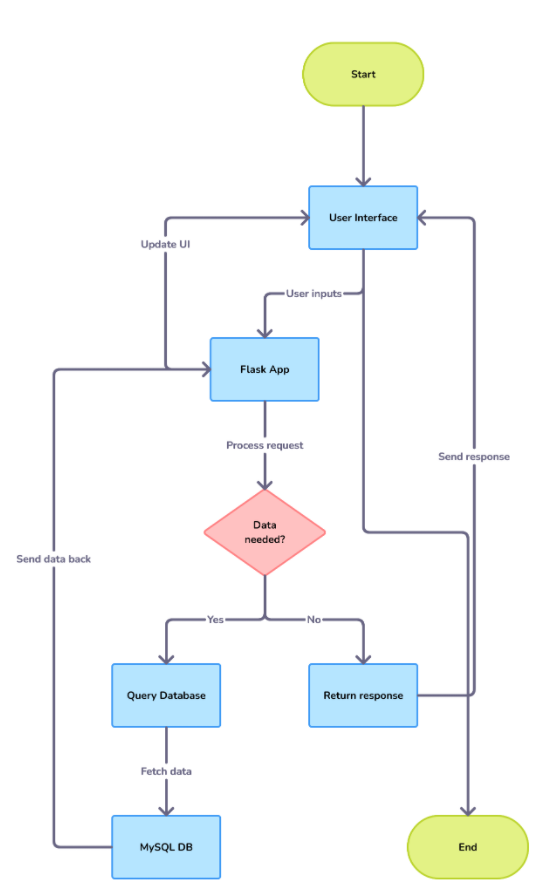 Start
User Interface
Update UI
User inputs
Flask App
Process request
Send response
Data
needed?
Send data back
Yes
No
Query Database
Return response
Fetch data
MySQL DB
End